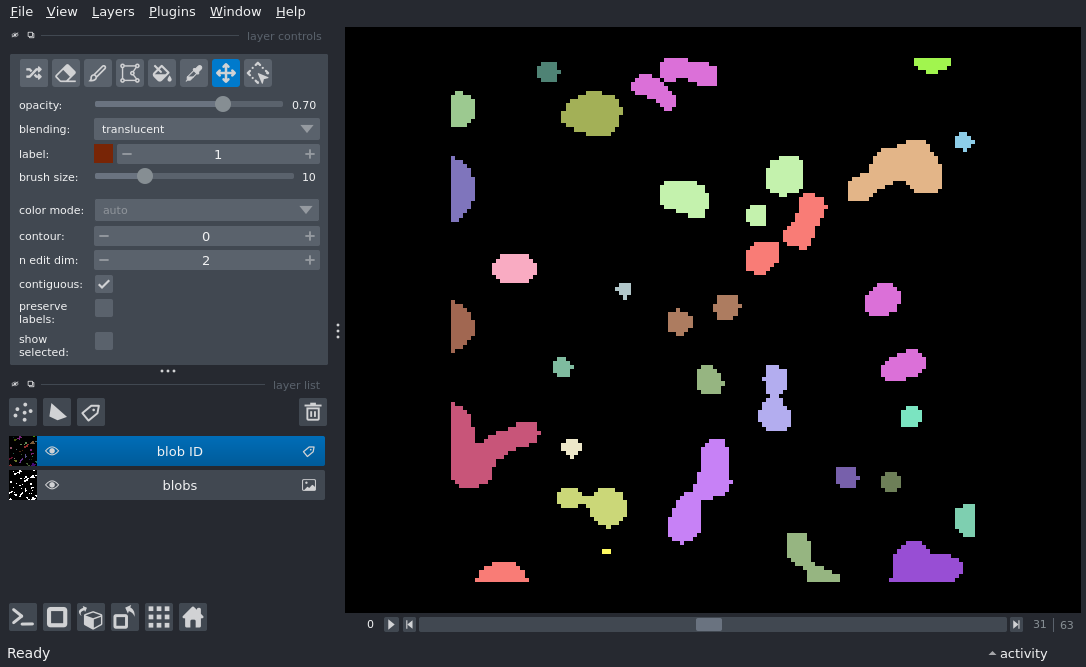 File View Layers Plugins Window Help
layer controls
opacity: 0.70
blending: translucent
label: 1
brush size: 10
color mode: auto
contour: 0
n edit dim: 2
contiguous:
preserve
labels:
show
selected:
layer list
blob ID
blobs
0 31 | 63
Ready activity